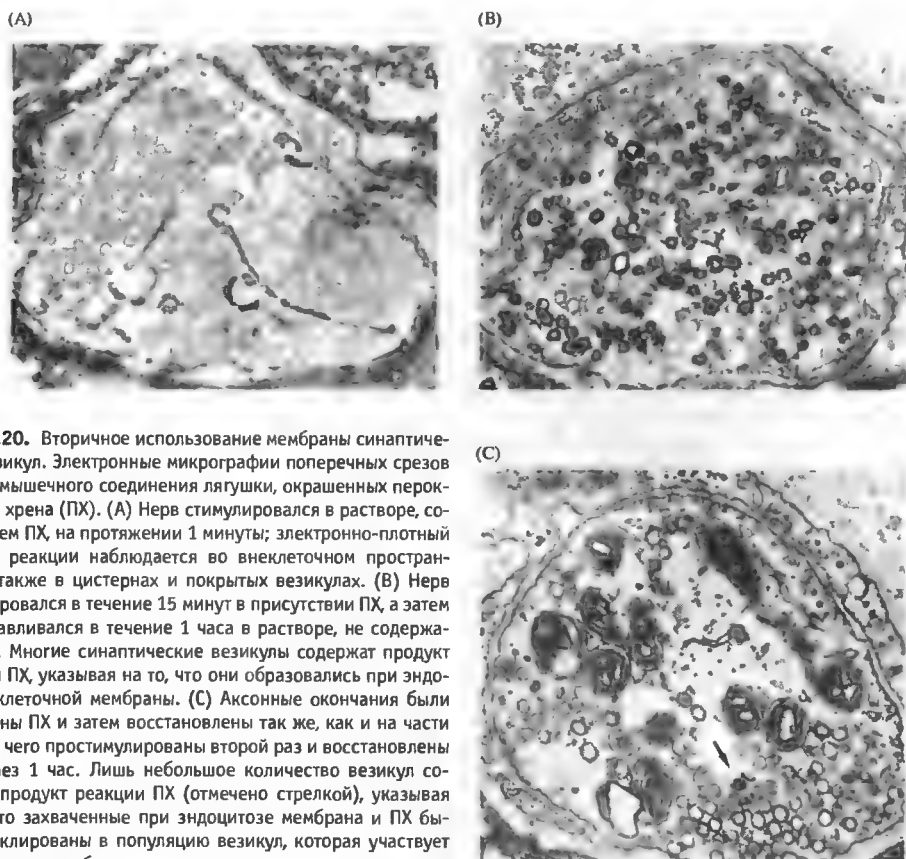 (A)
(B)
20. Вторичное использование мембраны синаптиче-
зикул. Электронные микрографии поперечных срезов
мышечного соединения лягушки, окрашенных перок-
хрена (ПХ). (А) Нерв стимулировался в растворе, со-
ем ПХ, на протяжении 1 минуты; электронно-плотный
реакции наблюдается во внеклеточном простран-
также в цистернах и покрытых везикулах. (В) Нерв
ровался в течение 15 минут в присутствии ПХ, а затем
авливался в течение 1 часа в растворе, не содержа-
. Многие синаптические везикулы содержат продукт
ПХ, указывая на то, что они образовались при эндо-
клеточной мембраны. (С) Аксонные окончания были
ны ПХ и затем восстановлены так же, как и на части
чего простимулированы второй раз и восстановлены
ез 1 час. Лишь небольшое количество везикул со-
продукт реакции ПХ (отмечено стрелкой), указывая
то захваченные при эндоцитозе мембрана и ПХ бы-
клированы в популяцию везикул, которая участвует
(C)